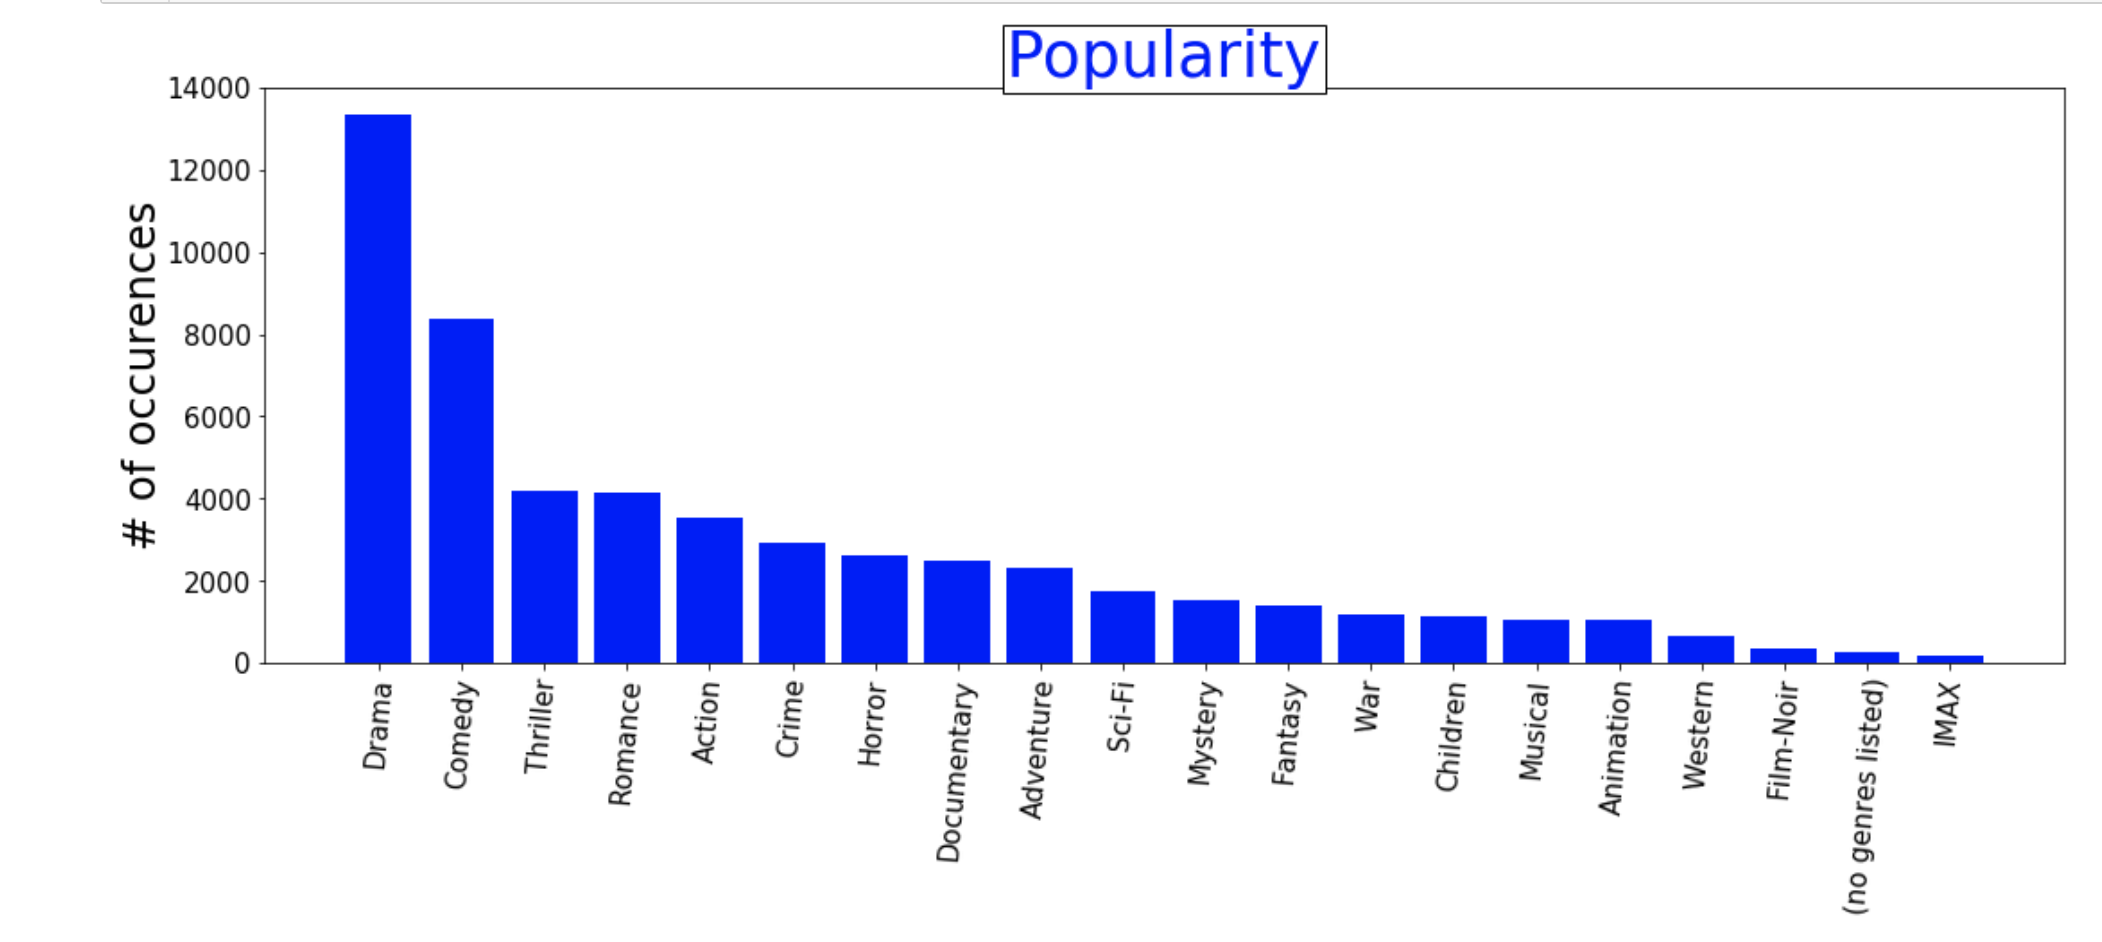 Popularity
# of occurences
14000
12000
10000
8000
6000
4000
2000
0
Drama
Comedy
Thriller
Romance
Action
Crime
Horror
Documentary
Adventure
Sci-Fi
Mystery
Fantasy
War
Children
Musical
Animation
Western
Film-Noir
(no genres listed)
IMAX